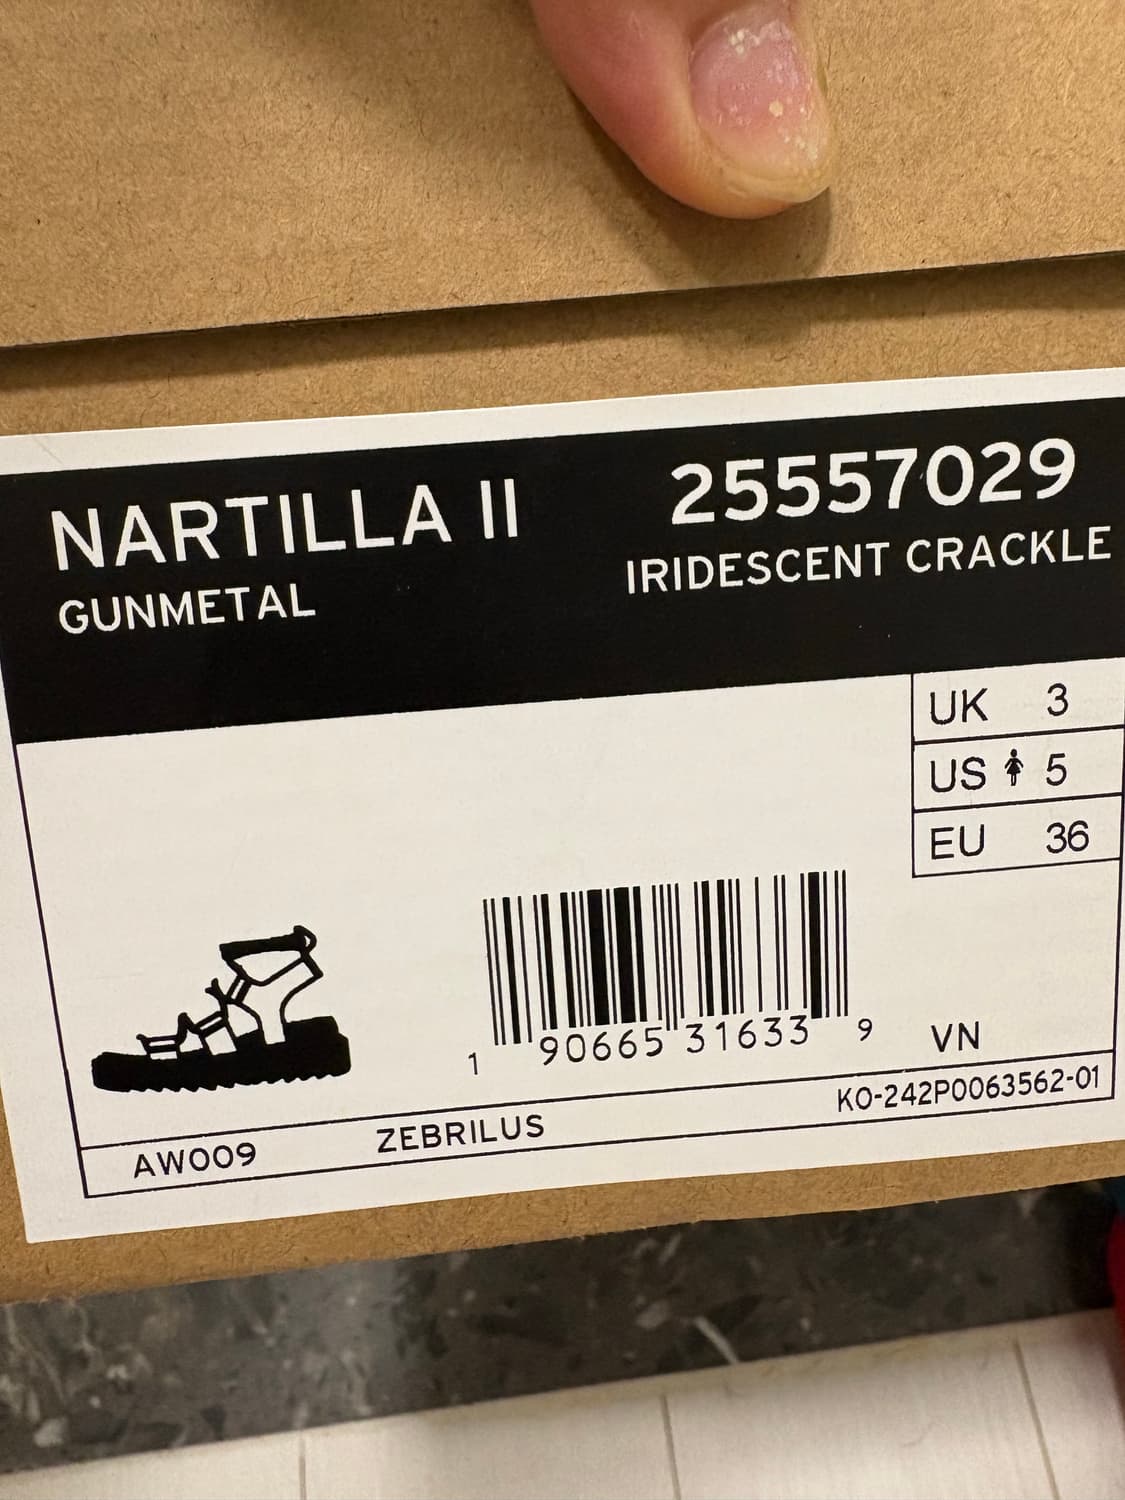 NARTILLA II 25557029
GUNMETAL IRIDESCENT CRACKLE
UK 3
US 5
EU 36
1 90665 31633 9 VN
AW009 ZEBRILUS KO-242P0063562-01